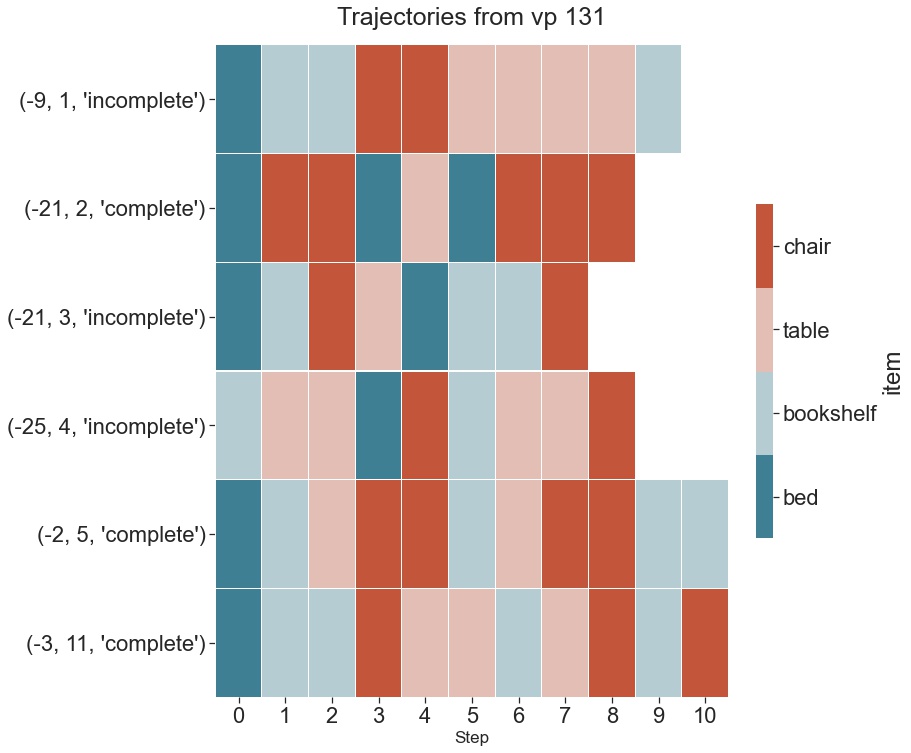 Trajectories from vp 131
(-9, 1, 'incomplete')
(-21, 2, 'complete')
(-21, 3, 'incomplete')
(-25, 4, 'incomplete')
(-2, 5, 'complete')
(-3, 11, 'complete')
0 1 2 3 4 5 6 7 8 9 10
Step
chair
table
bookshelf
bed
item